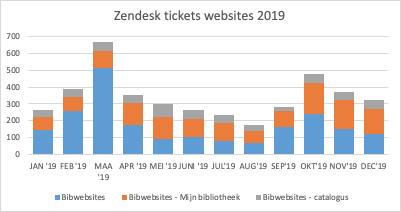 Zendesk tickets websites 2019
700
600
500
400
300
200
100
0
JAN '19 FEB '19 MAA '19 APR '19 MEI '19 JUNI '19 JUL'19 AUG'19 SEP'19 OKT'19 NOV'19 DEC'19
Bibwebsites Bibwebsites - Mijn bibliotheek Bibwebsites - catalogus